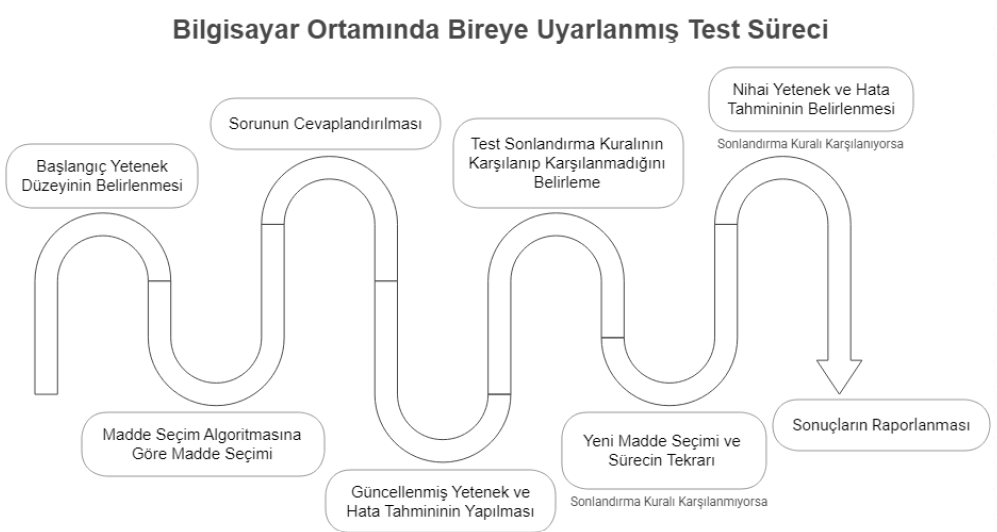 Bilgisayar Ortamında Bireye Uyarlanmış Test Süreci
Başlangıç Yetenek
Düzeyinin Belirlenmesi
Madde Seçim Algoritmasına
Göre Madde Seçimi
Sorunun Cevaplandırılması
Güncellenmiş Yetenek ve
Hata Tahmininin Yapılması
Test Sonlandırma Kuralının
Karşılanıp Karşılanmadığını
Belirleme
Yeni Madde Seçimi ve
Sürecin Tekrarı
Sonlandırma Kuralı Karşılanmıyorsa
Nihai Yetenek ve Hata
Tahmininin Belirlenmesi
Sonlandırma Kuralı Karşılanıyorsa
Sonuçların Raporlanması